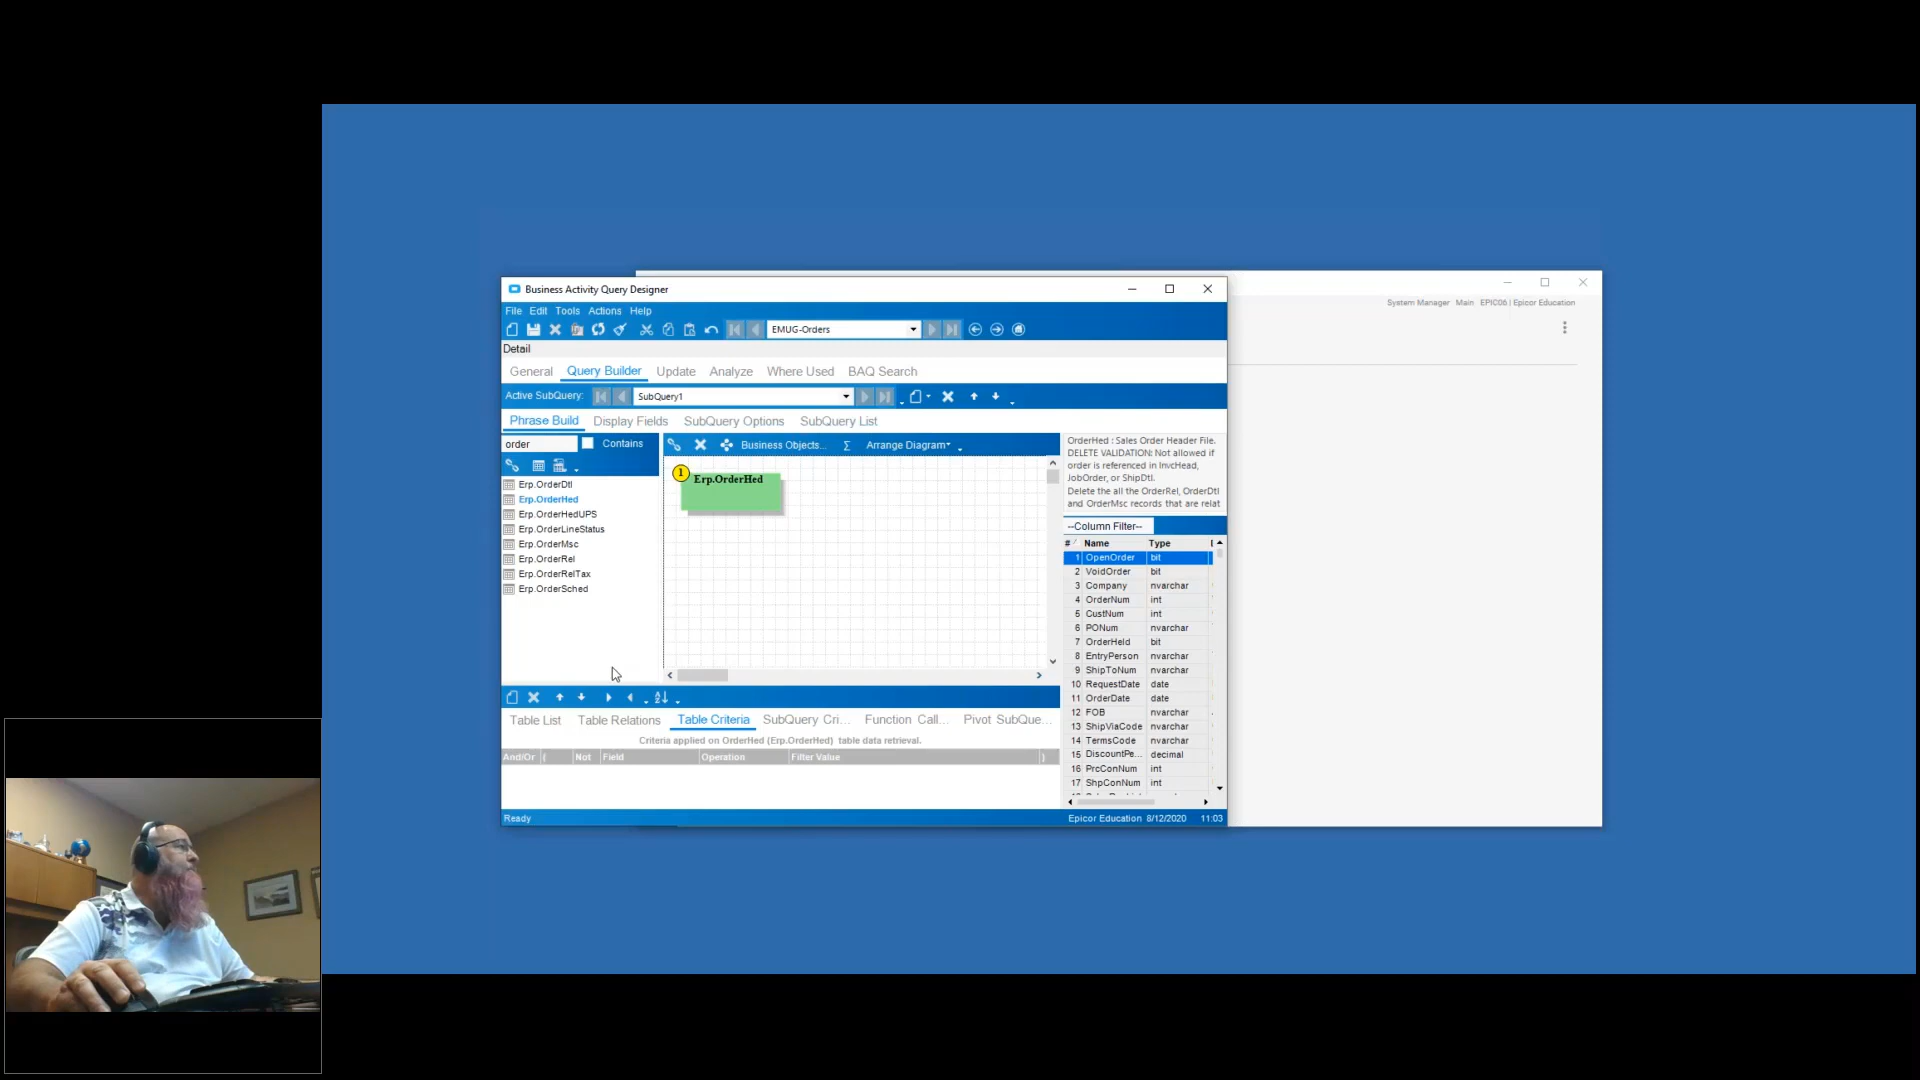 Business Activity Query Designer
System Manager Main EPIC06 | Epicor Education
File Edit Tools Actions Help
EMUG-Orders
Detail
General Query Builder Update Analyze Where Used BAQ Search
Active SubQuery: SubQuery1
Phrase Build Display Fields SubQuery Options SubQuery List
order Contains
Business Objects... Σ Arrange Diagram
Erp.OrderDtl
Erp.OrderHed
Erp.OrderHedUPS
Erp.OrderLineStatus
Erp.OrderMsc
Erp.OrderRel
Erp.OrderRelTax
Erp.OrderSched
1 Erp.OrderHed
OrderHed : Sales Order Header File.
DELETE VALIDATION: Not allowed if
order is referenced in InvcHead,
JobOrder, or ShipDtl.
Delete the all the OrderRel, OrderDtl
and OrderMsc records that are relat
--Column Filter--
# Name Type
1 OpenOrder bit
2 VoidOrder bit
3 Company nvarchar
4 OrderNum int
5 CustNum int
6 PONum nvarchar
7 OrderHeld bit
8 EntryPerson nvarchar
9 ShipToNum nvarchar
10 RequestDate date
11 OrderDate date
12 FOB nvarchar
13 ShipViaCode nvarchar
14 TermsCode nvarchar
15 DiscountPe... decimal
16 PrcConNum int
17 ShpConNum int
Table List Table Relations Table Criteria SubQuery Cri... Function Call... Pivot SubQue...
Criteria applied on OrderHed (Erp.OrderHed) table data retrieval.
And/Or ( Not Field Operation Filter Value )
Ready
Epicor Education 8/12/2020 11:03